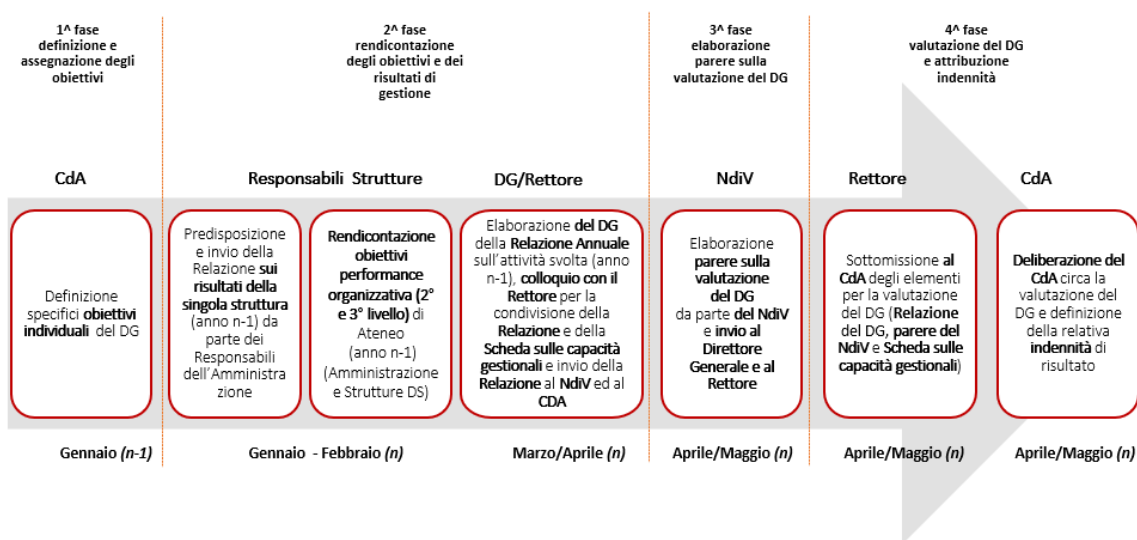 1^ fase
definizione e
assegnazione degli
obiettivi
2^ fase
rendicontazione
degli obiettivi e dei
risultati di
gestione
3^ fase
elaborazione
parere sulla
valutazione del DG
4^ fase
valutazione del DG
e attribuzione
indennità
CdA
Responsabili Strutture
DG/Rettore
NdiV
Rettore
CdA
Definizione
specifici obiettivi
individuali del DG
Predisposizione
e invio della
Relazione sui
risultati della
singola struttura
(anno n-1) da
parte dei
Responsabili
dell'Amministra
zione
Rendicontazione
obiettivi
performance
organizzativa (2°
e 3° livello) di
Ateneo
(anno n-1)
(Amministrazione
e Strutture DS)
Elaborazione del DG
della Relazione Annuale
sull'attività svolta (anno
n-1), colloquio con il
Rettore per la
condivisione della
Relazione e della
Scheda sulle capacità
gestionali e invio della
Relazione al NdiV ed al
CDA
Elaborazione
parere sulla
valutazione
del DG
da parte del NdiV
e invio al
Direttore
Generale e al
Rettore
Sottomissione al
CdA degli elementi
per la valutazione
del DG (Relazione
del DG, parere del
NdiV e Scheda sulle
capacità gestionali)
Deliberazione del
CdA circa la
valutazione del
DG e definizione
della relativa
indennità di
risultato
Gennaio (n-1)
Gennaio - Febbraio (n)
Marzo/Aprile (n)
Aprile/Maggio (n)
Aprile/Maggio (n)
Aprile/Maggio (n)